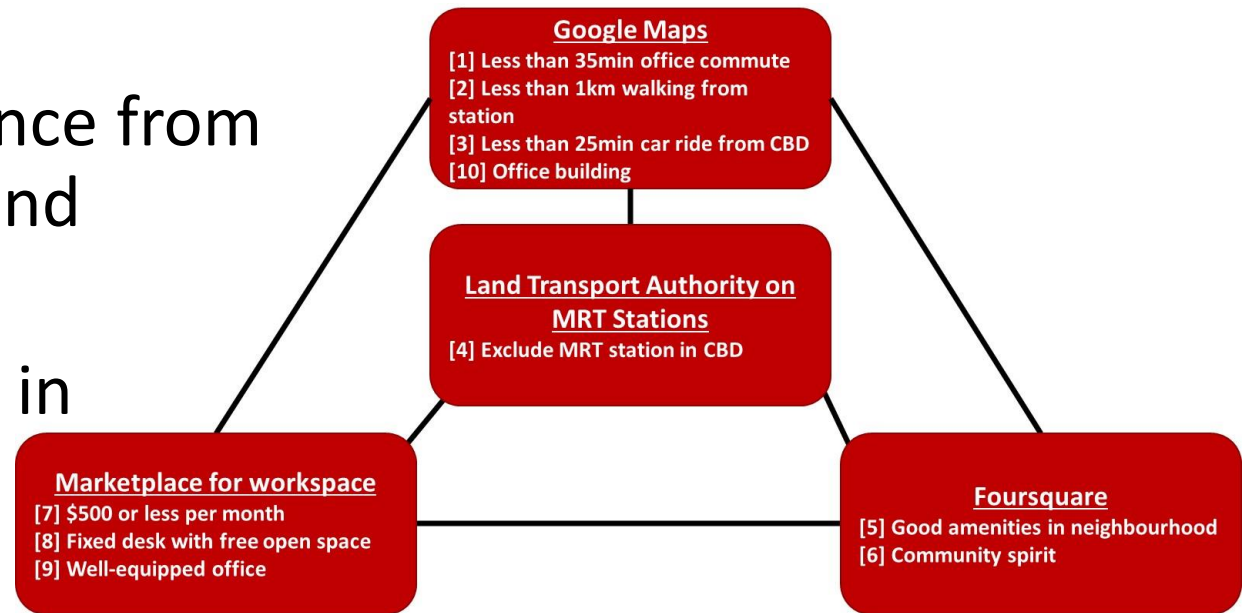 nce from
nd
in
Google Maps
[1] Less than 35min office commute
[2] Less than 1km walking from
station
[3] Less than 25min car ride from CBD
[10] Office building
Land Transport Authority on
MRT Stations
[4] Exclude MRT station in CBD
Marketplace for workspace
[7] $500 or less per month
[8] Fixed desk with free open space
[9] Well-equipped office
Foursquare
[5] Good amenities in neighbourhood
[6] Community spirit